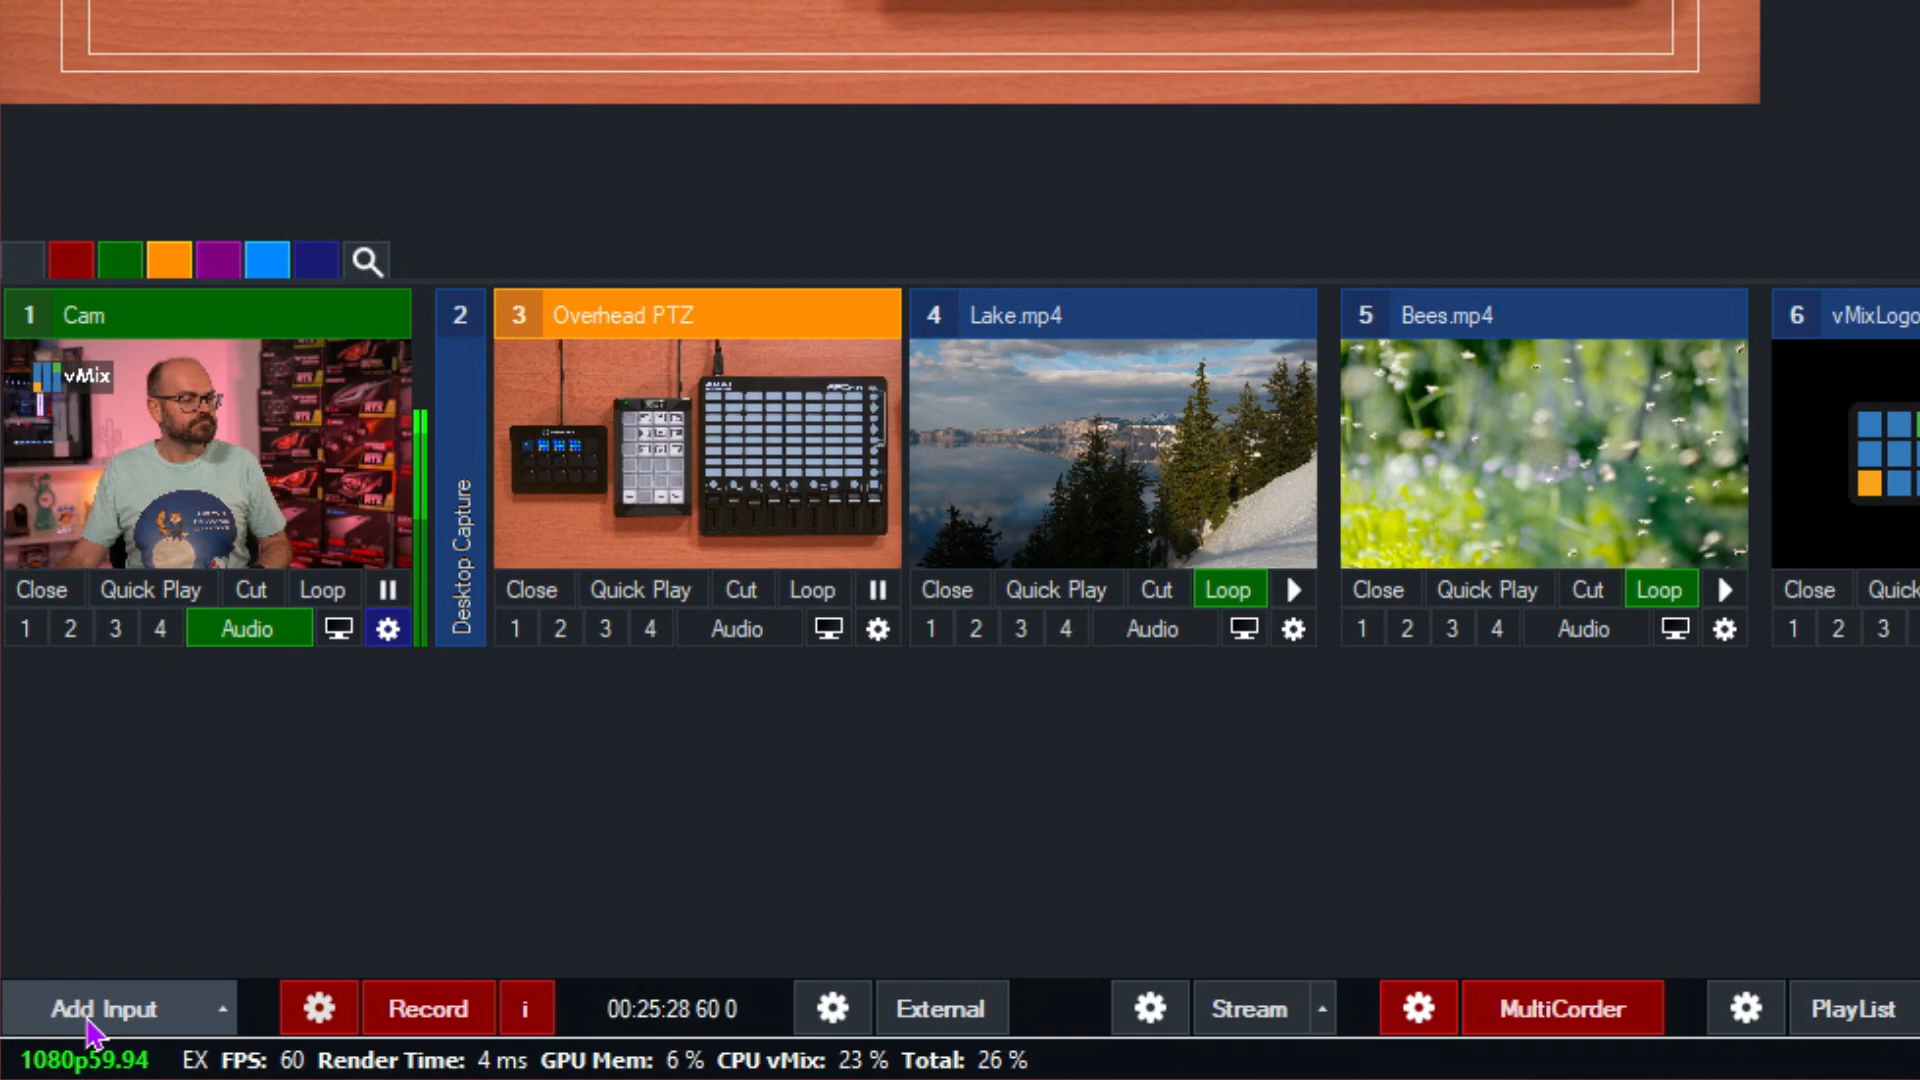 1 Cam
2
Desktop Capture
3 Overhead PTZ
4 Lake.mp4
5 Bees.mp4
6 vMixLogo
vMix
AKAI
Close Quick Play Cut Loop
Close Quick Play Cut Loop
Close Quick Play Cut Loop
Close Quick Play Cut Loop
Close Quick
1 2 3 4 Audio
1 2 3 4 Audio
1 2 3 4 Audio
1 2 3 4 Audio
1 2 3
Add Input Record i 00:25:28 60 0 External Stream MultiCorder PlayList
1080p59.94 EX FPS: 60 Render Time: 4 ms GPU Mem: 6 % CPU vMix: 23 % Total: 26 %